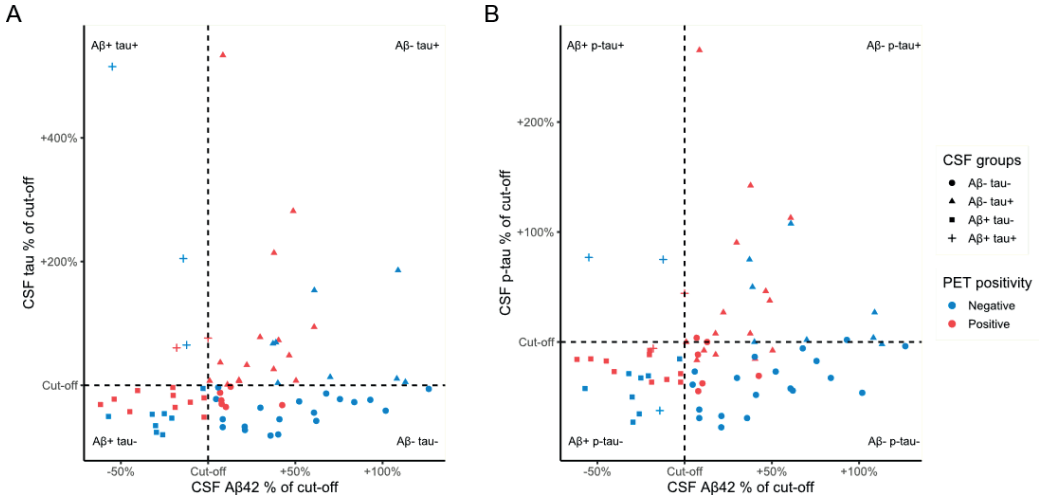 A
Aβ+ tau+
Aβ- tau+
+400%
+200%
Cut-off
CSF tau % of cut-off
Aβ+ tau-
Aβ- tau-
-50%
Cut-off
+50%
+100%
CSF Aβ42 % of cut-off
B
Aβ+ p-tau+
Aβ- p-tau+
+200%
+100%
Cut-off
CSF p-tau % of cut-off
Aβ+ p-tau-
Aβ- p-tau-
-50%
Cut-off
+50%
+100%
CSF Aβ42 % of cut-off
CSF groups
Aβ- tau-
Aβ- tau+
Aβ+ tau-
Aβ+ tau+
PET positivity
Negative
Positive